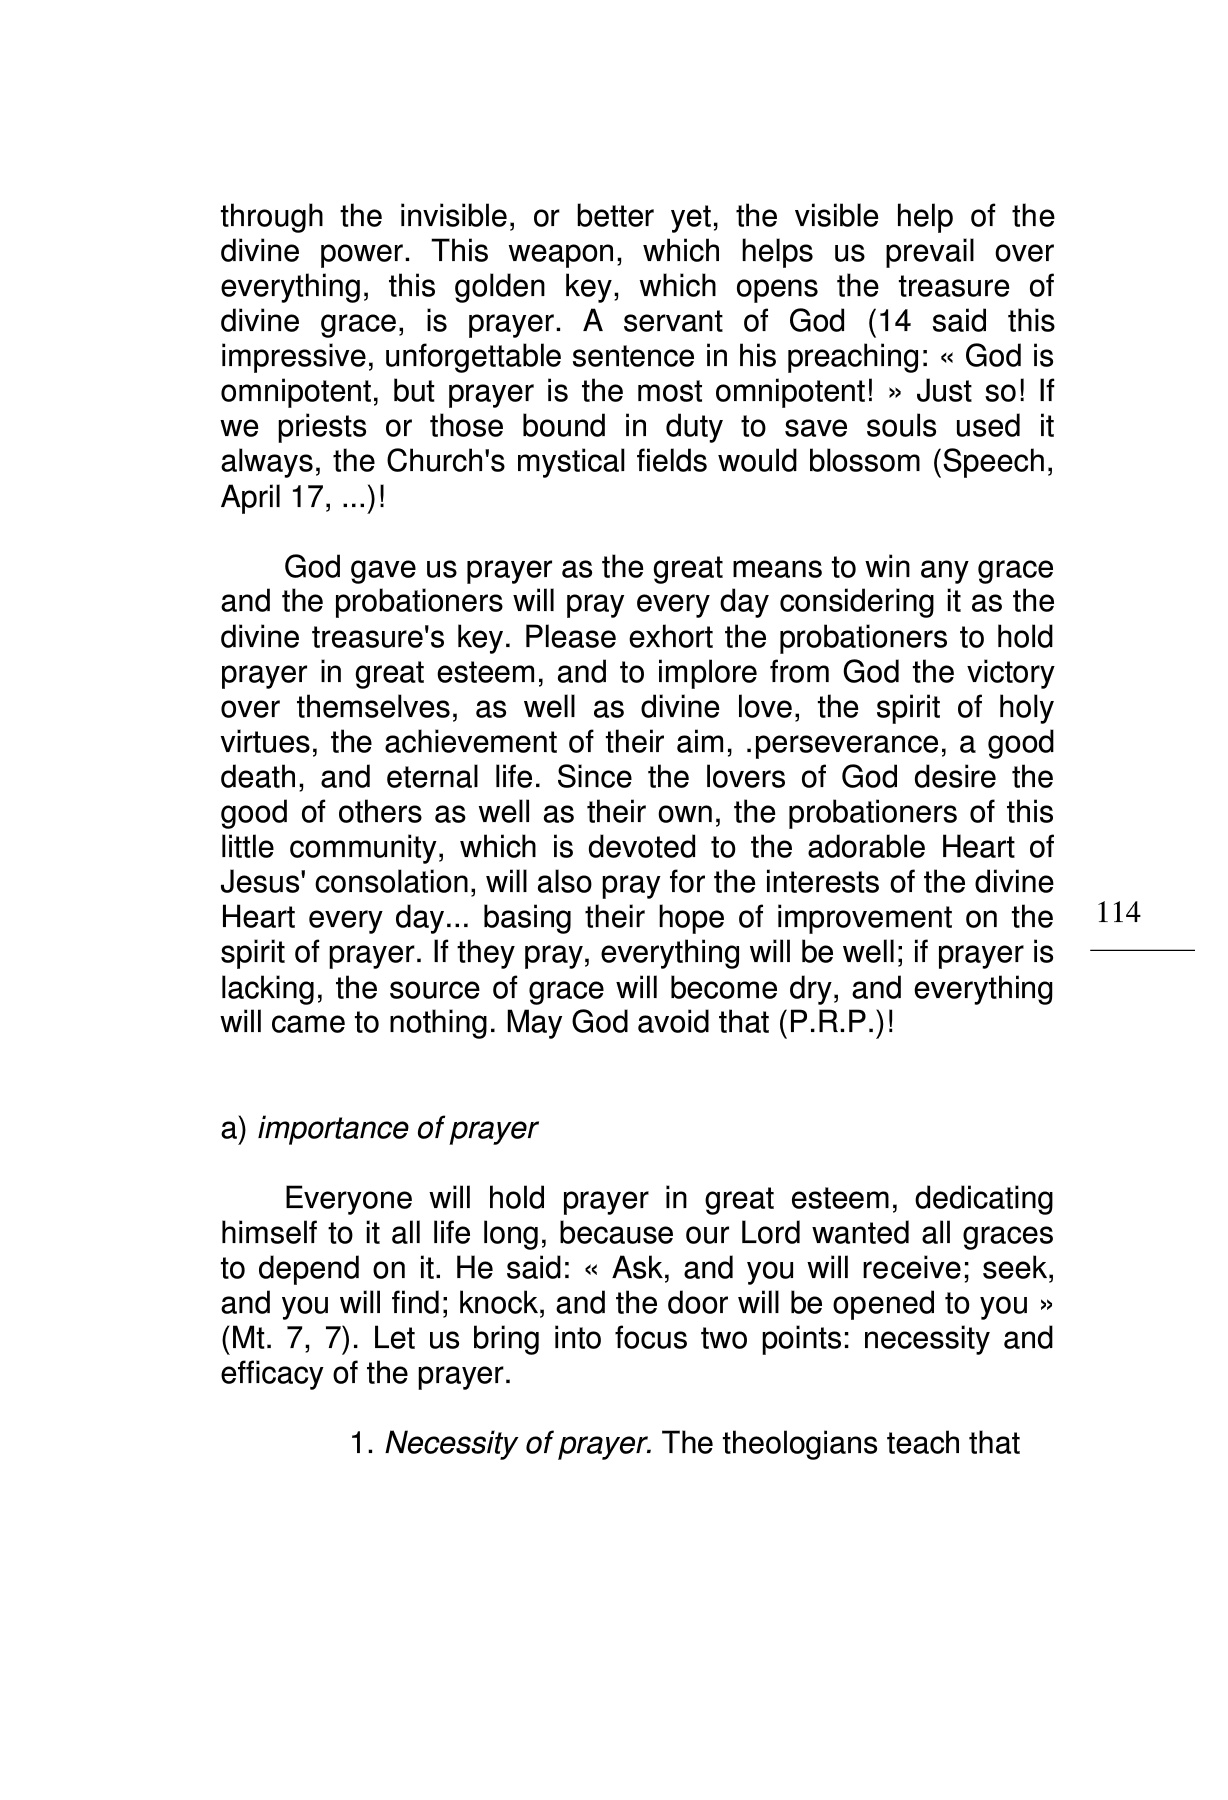 through the invisible, or better yet, the visible help of the
divine power. This weapon, which helps us prevail over
everything, this golden key, which opens the treasure of
divine grace, is prayer. A servant of God (14 said this
impressive, unforgettable sentence in his preaching: « God is
omnipotent, but prayer is the most omnipotent! » Just so! If
we priests or those bound in duty to save souls used it
always, the Church's mystical fields would blossom (Speech,
April 17, ...)!
God gave us prayer as the great means to win any grace
and the probationers will pray every day considering it as the
divine treasure's key. Please exhort the probationers to hold
prayer in great esteem, and to implore from God the victory
over themselves, as well as divine love, the spirit of holy
virtues, the achievement of their aim, .perseverance, a good
death, and eternal life. Since the lovers of God desire the
good of others as well as their own, the probationers of this
little community, which is devoted to the adorable Heart of
Jesus' consolation, will also pray for the interests of the divine
Heart every day... basing their hope of improvement on the
spirit of prayer. If they pray, everything will be well; if prayer is
lacking, the source of grace will become dry, and everything
will came to nothing. May God avoid that (P.R.P.)!
114
a) importance of prayer
Everyone will hold prayer in great esteem, dedicating
himself to it all life long, because our Lord wanted all graces
to depend on it. He said: « Ask, and you will receive; seek,
and you will find; knock, and the door will be opened to you »
(Mt. 7, 7). Let us bring into focus two points: necessity and
efficacy of the prayer.
1. Necessity of prayer. The theologians teach that